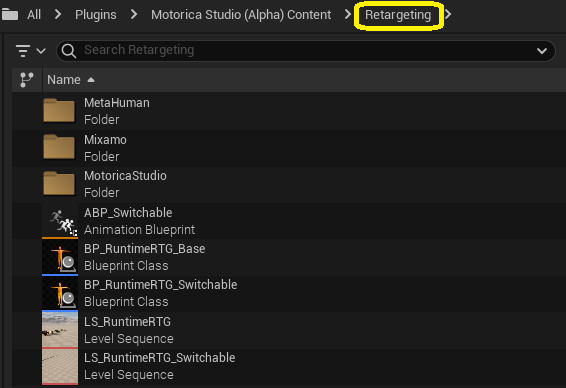 All > Plugins > Motorica Studio (Alpha) Content > Retargeting >
Search Retargeting
Name
MetaHuman
Folder
Mixamo
Folder
MotoricaStudio
Folder
ABP_Switchable
Animation Blueprint
BP_RuntimeRTG_Base
Blueprint Class
BP_RuntimeRTG_Switchable
Blueprint Class
LS_RuntimeRTG
Level Sequence
LS_RuntimeRTG_Switchable
Level Sequence